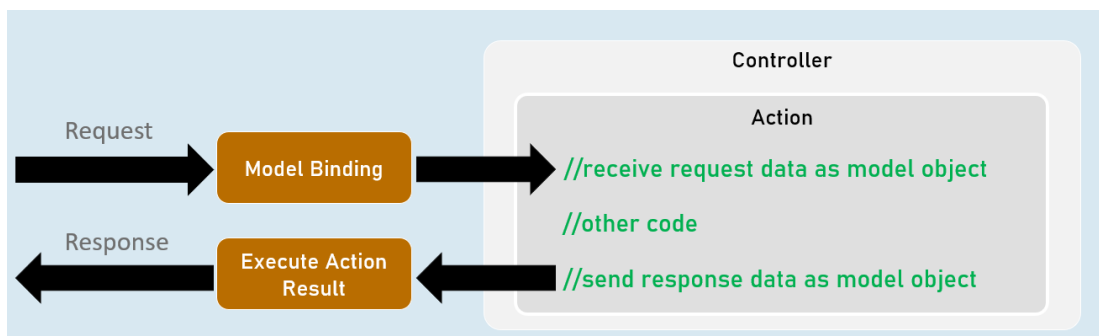 Controller
Action
Request
Model Binding
//receive request data as model object
//other code
Response
Execute Action
Result
//send response data as model object